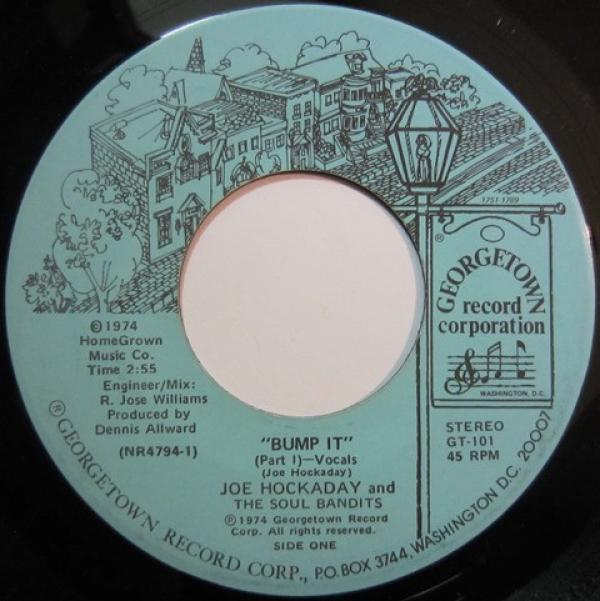 1751-1789
GEORGETOWN
record
corporation
WASHINGTON, D.C.
©1974
HomeGrown
Music Co.
Time 2:55
Engineer/Mix:
R. Jose Williams
Produced by
Dennis Allward
(NR4794-1)
STEREO
GT-101
45 RPM
"BUMP IT"
(Part I)—Vocals
(Joe Hockaday)
JOE HOCKADAY and
THE SOUL BANDITS
℗1974 Georgetown Record
Corp. All rights reserved.
SIDE ONE
® GEORGETOWN RECORD CORP., P.O. BOX 3744, WASHINGTON D.C. 20007